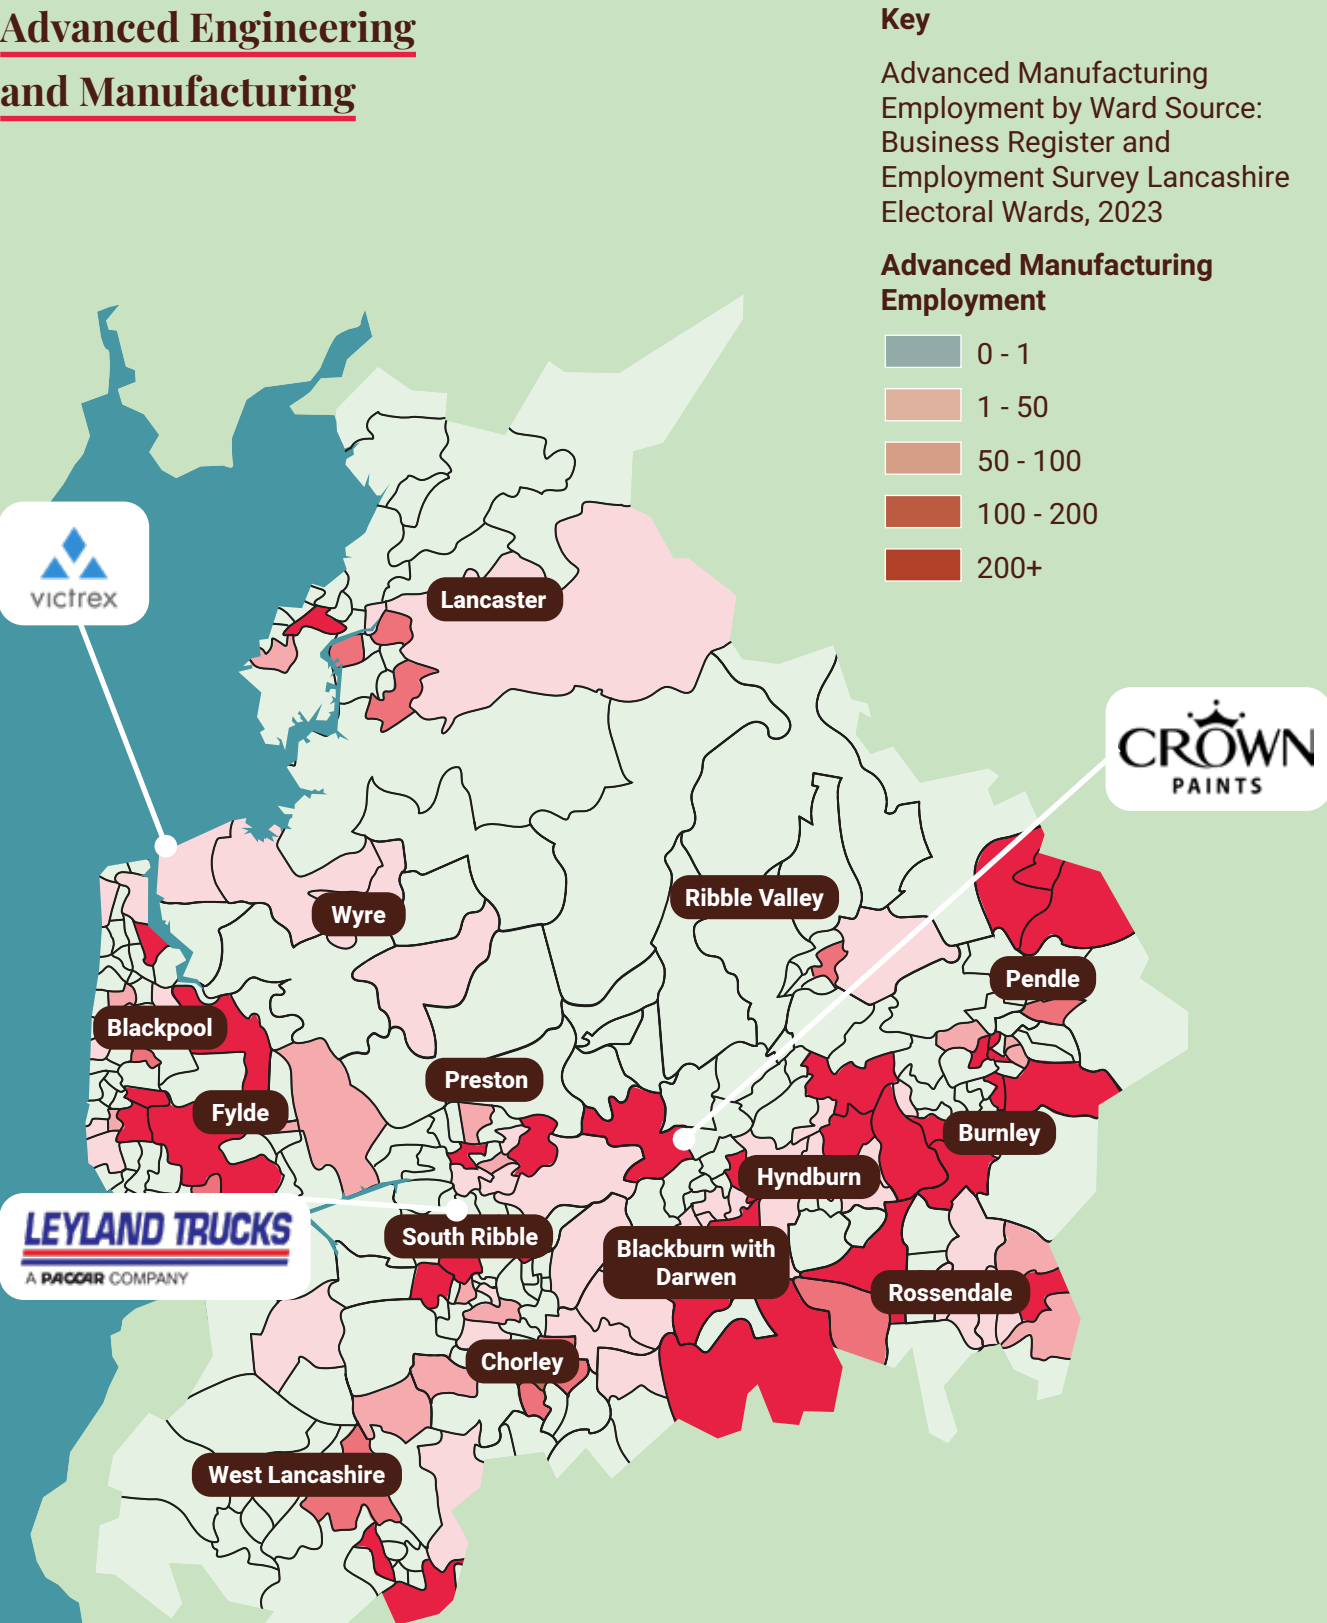 Advanced Engineering
and Manufacturing
Key
Advanced Manufacturing
Employment by Ward Source:
Business Register and
Employment Survey Lancashire
Electoral Wards, 2023
Advanced Manufacturing
Employment
0 - 1
1 - 50
50 - 100
100 - 200
200+
victrex
Lancaster
CROWN
PAINTS
Ribble Valley
Wyre
Pendle
Blackpool
Preston
Fylde
Burnley
Hyndburn
LEYLAND TRUCKS
A PACCAR COMPANY
South Ribble
Blackburn with
Darwen
Rossendale
Chorley
West Lancashire